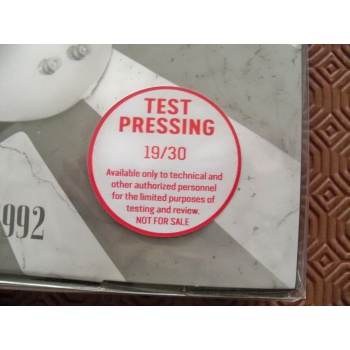 TEST
PRESSING
19/30
Available only to technical and
other authorized personnel
for the limited purposes of
testing and review.
NOT FOR SALE
992